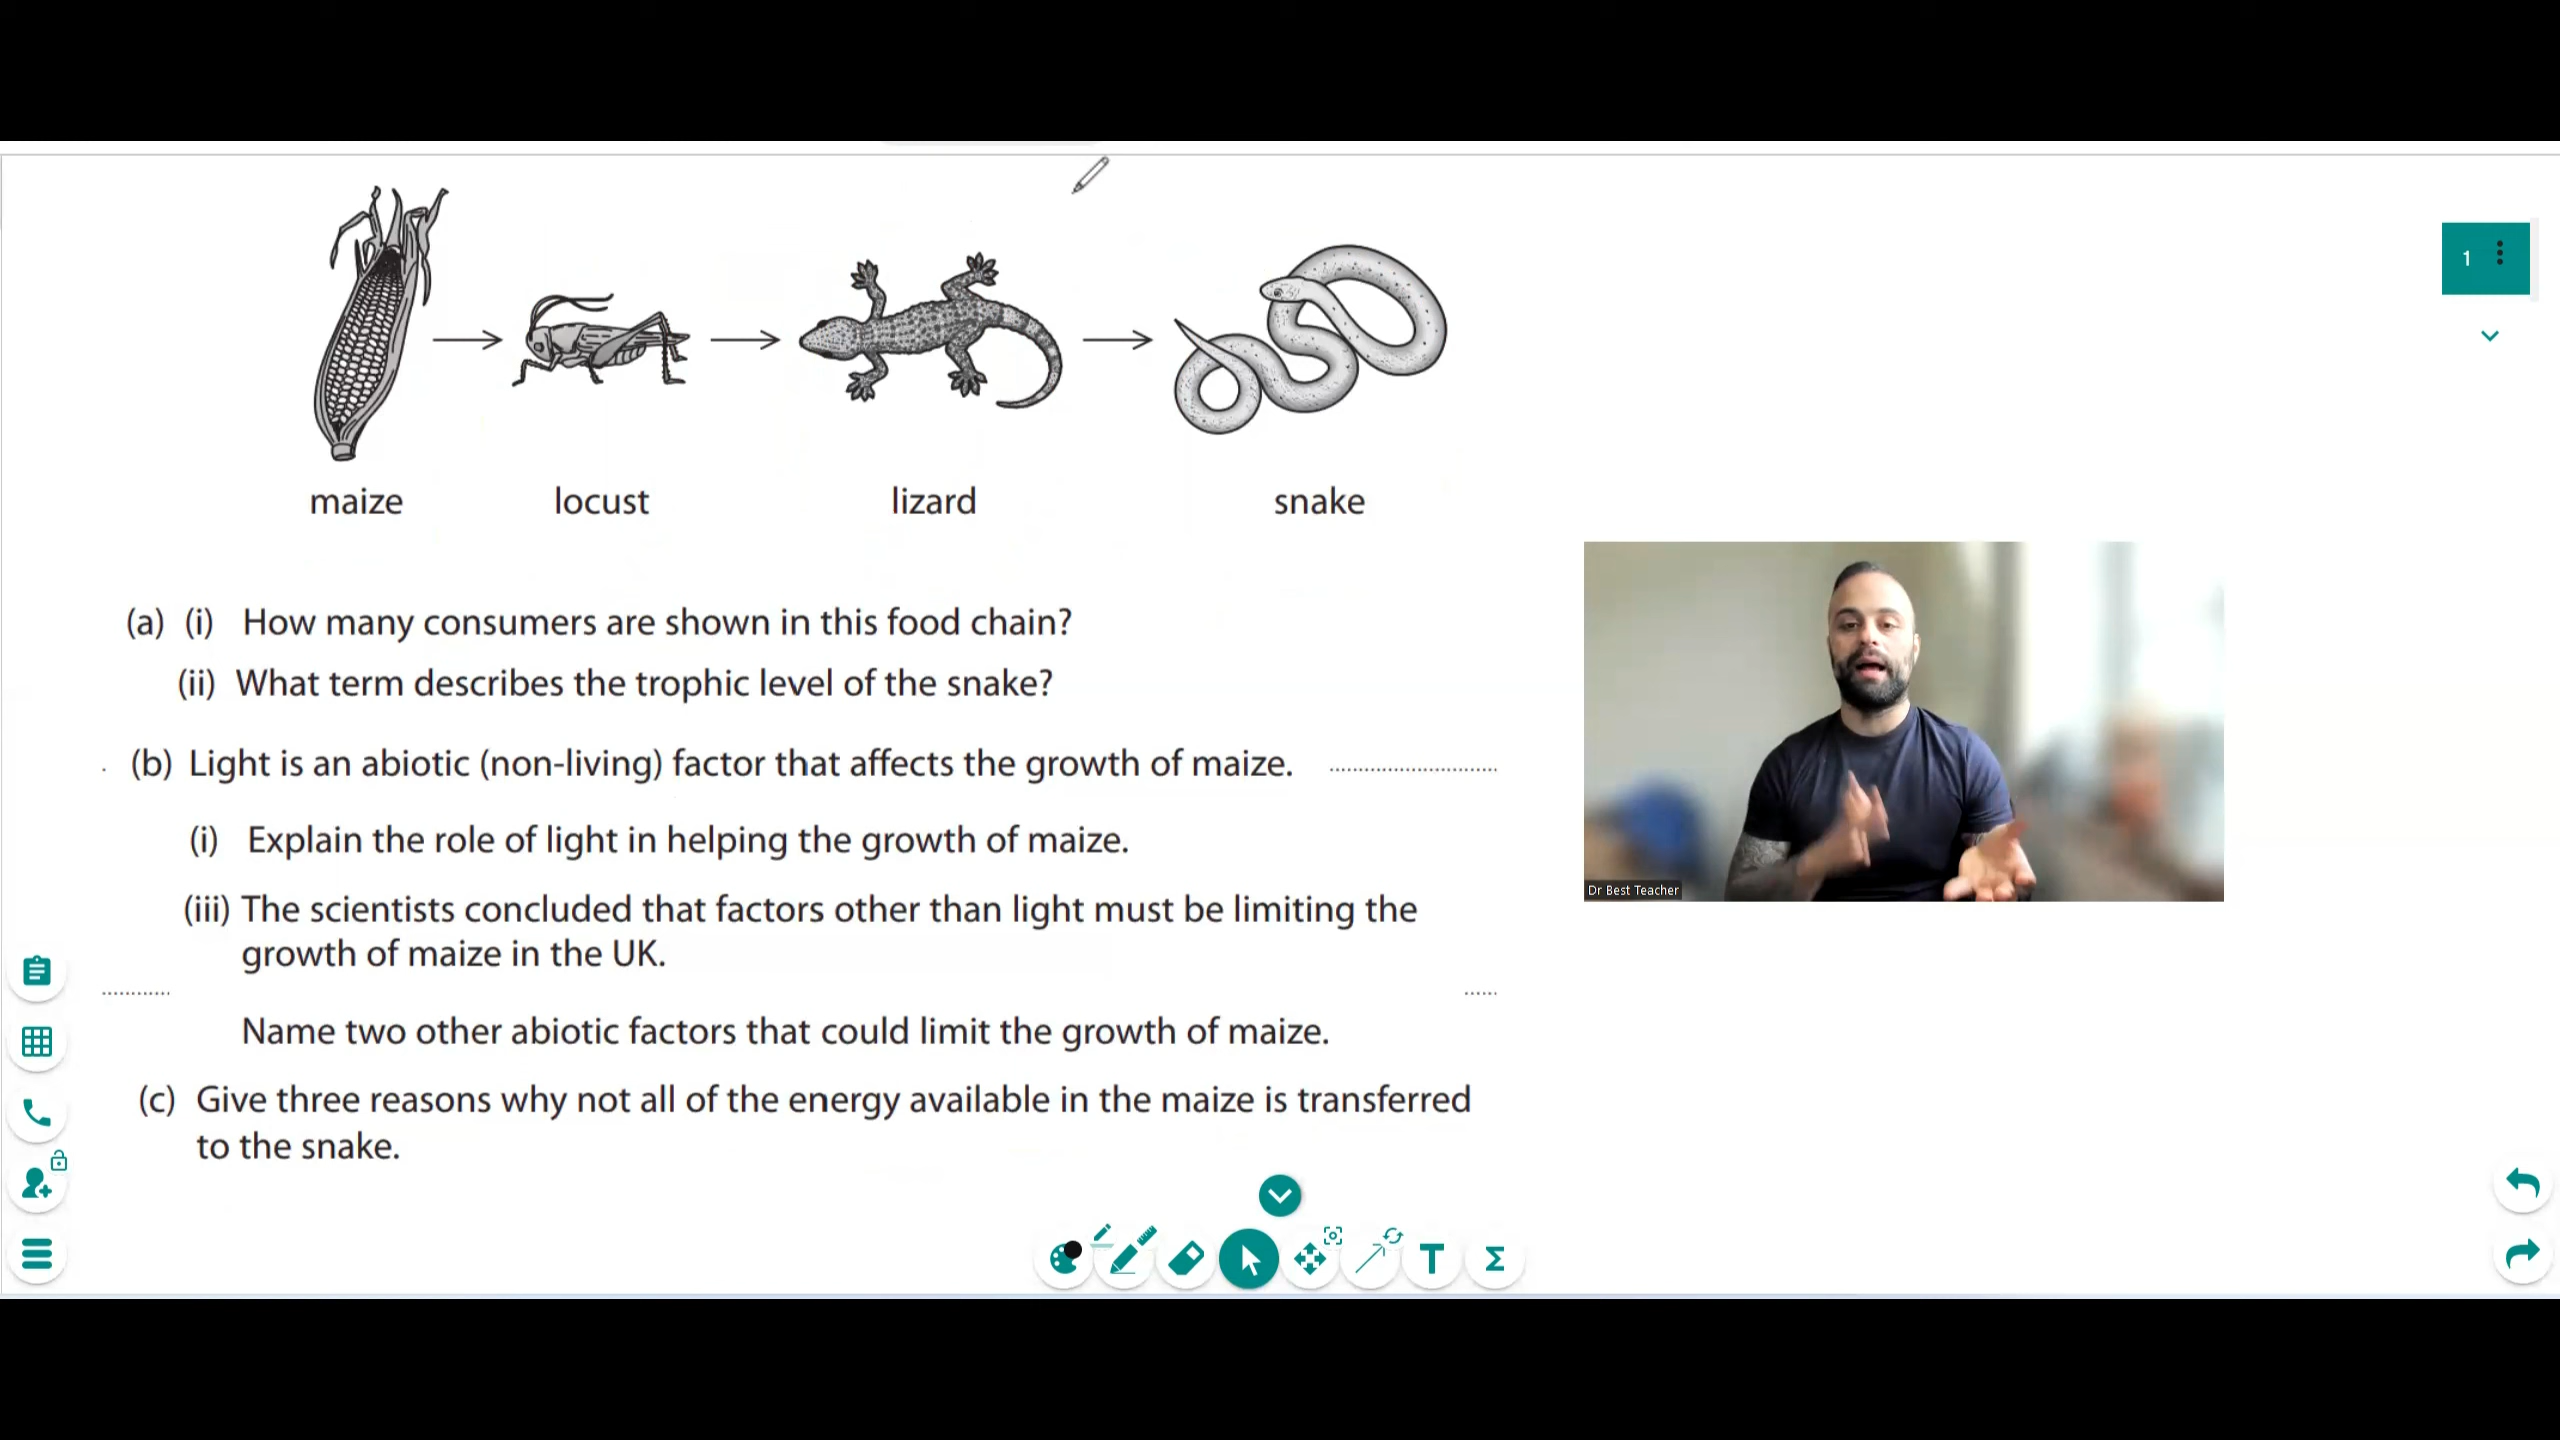 1
maize locust lizard snake
(a) (i) How many consumers are shown in this food chain?
(ii) What term describes the trophic level of the snake?
(b) Light is an abiotic (non-living) factor that affects the growth of maize.
(i) Explain the role of light in helping the growth of maize.
(iii) The scientists concluded that factors other than light must be limiting the
growth of maize in the UK.
Name two other abiotic factors that could limit the growth of maize.
(c) Give three reasons why not all of the energy available in the maize is transferred
to the snake.
Dr Best Teacher
T Σ